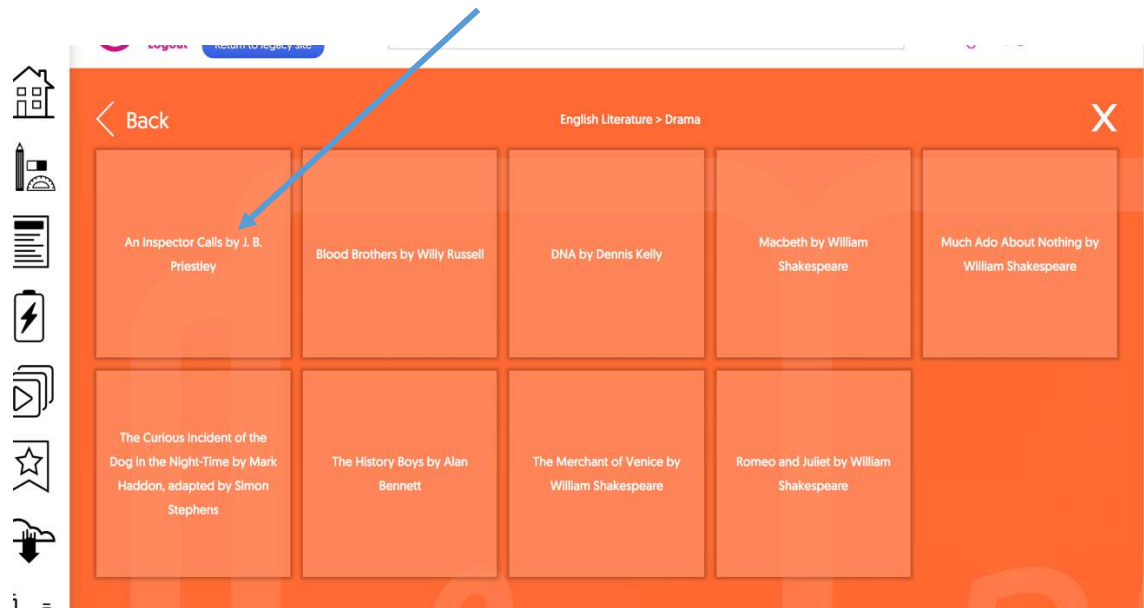 Logout Return to legacy site
Back
English Literature > Drama
X
An Inspector Calls by J. B.
Priestley
Blood Brothers by Willy Russell
DNA by Dennis Kelly
Macbeth by William
Shakespeare
Much Ado About Nothing by
William Shakespeare
The Curious Incident of the
Dog in the Night-Time by Mark
Haddon, adapted by Simon
Stephens
The History Boys by Alan
Bennett
The Merchant of Venice by
William Shakespeare
Romeo and Juliet by William
Shakespeare